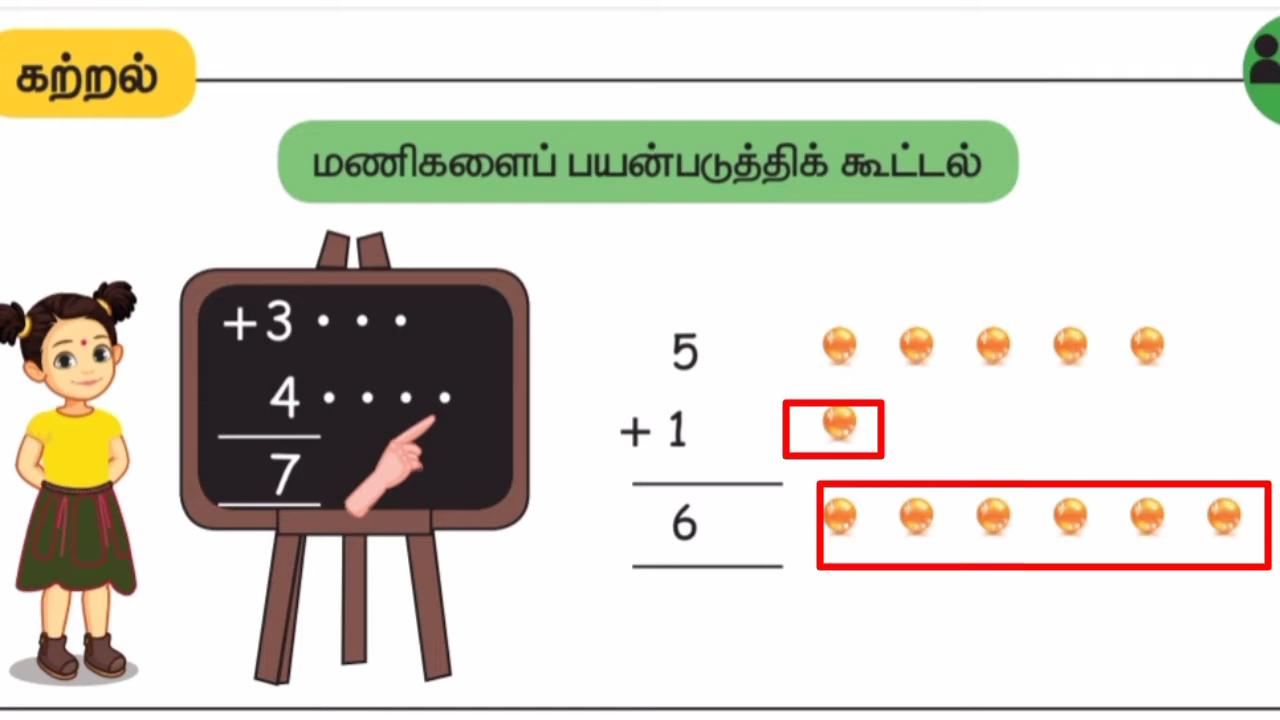 கற்றல்
மணிகளைப் பயன்படுத்திக் கூட்டல்
+3 • • •
4 • • • •
7
5
+ 1
6